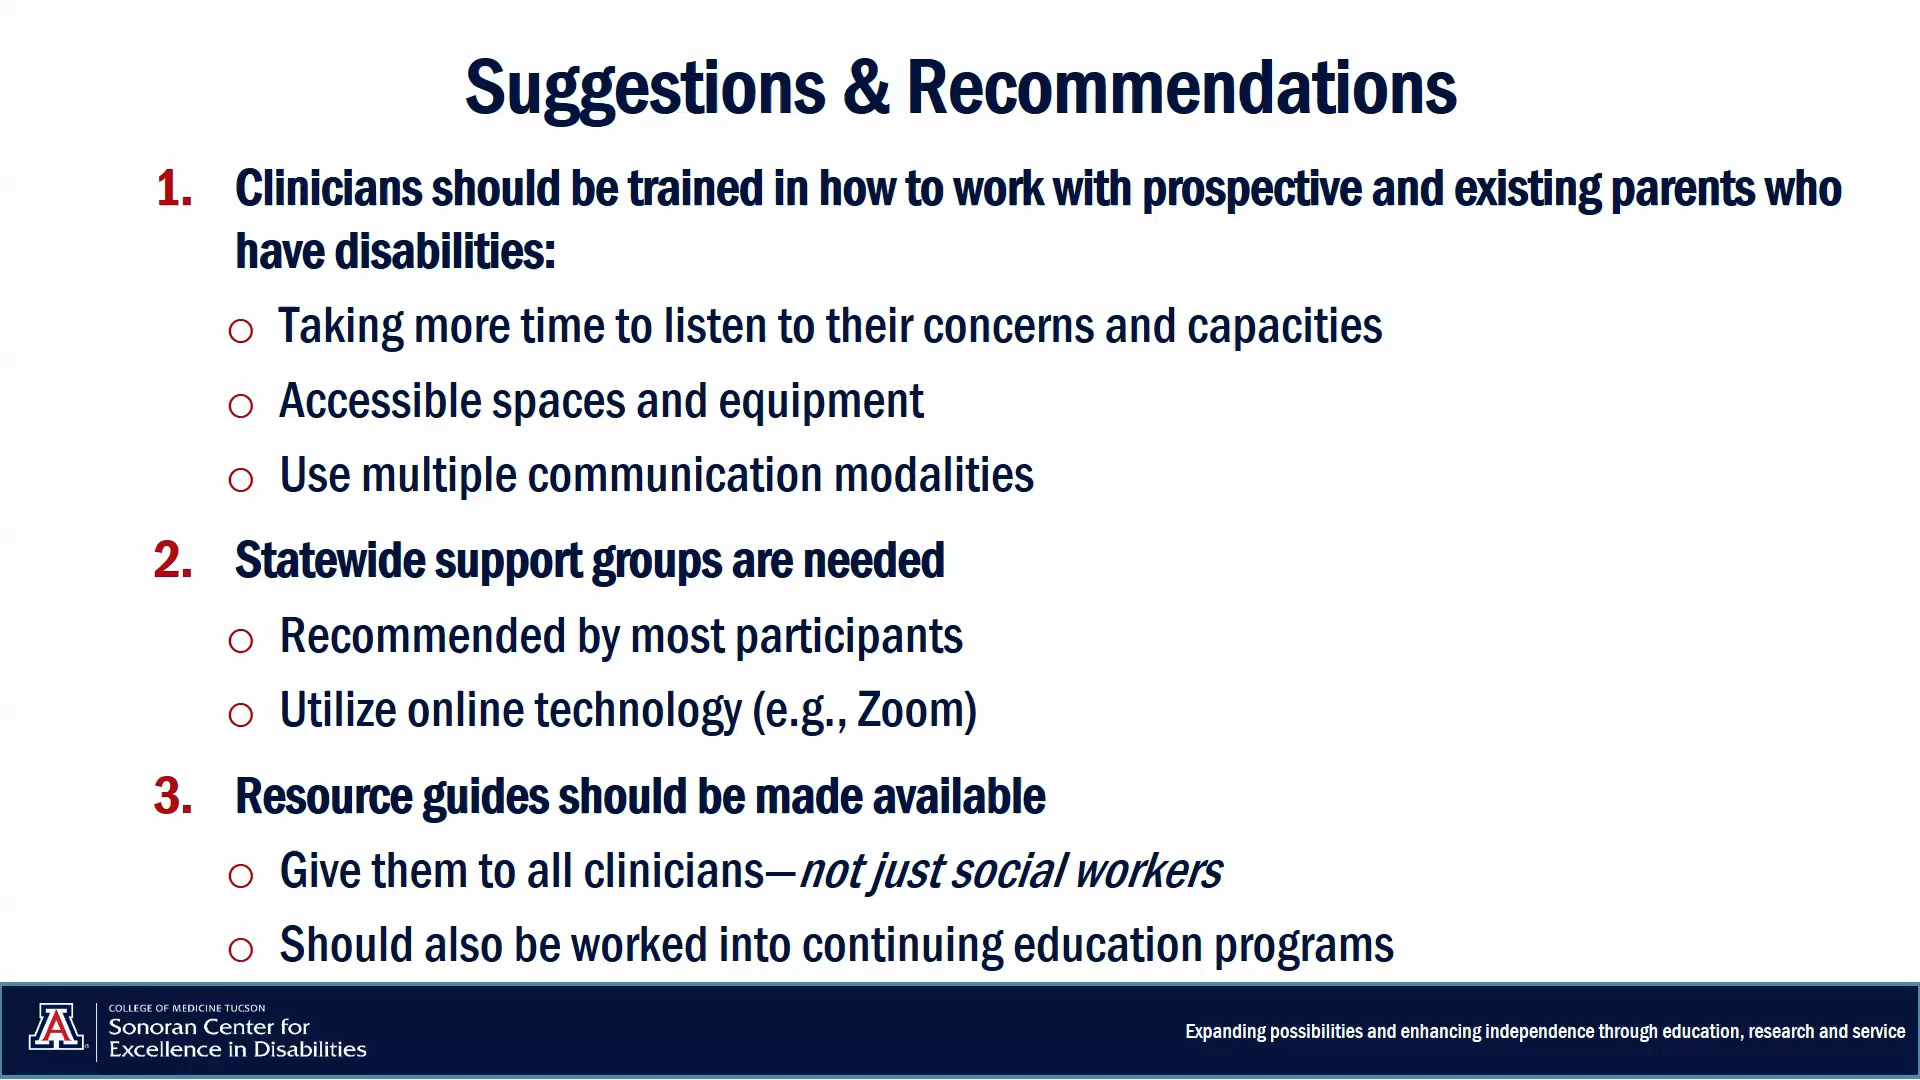 Suggestions & Recommendations
1. Clinicians should be trained in how to work with prospective and existing parents who
have disabilities:
○ Taking more time to listen to their concerns and capacities
○ Accessible spaces and equipment
○ Use multiple communication modalities
2. Statewide support groups are needed
○ Recommended by most participants
○ Utilize online technology (e.g., Zoom)
3. Resource guides should be made available
○ Give them to all clinicians—not just social workers
○ Should also be worked into continuing education programs
A
COLLEGE OF MEDICINE TUCSON
Sonoran Center for
Excellence in Disabilities
Expanding possibilities and enhancing independence through education, research and service